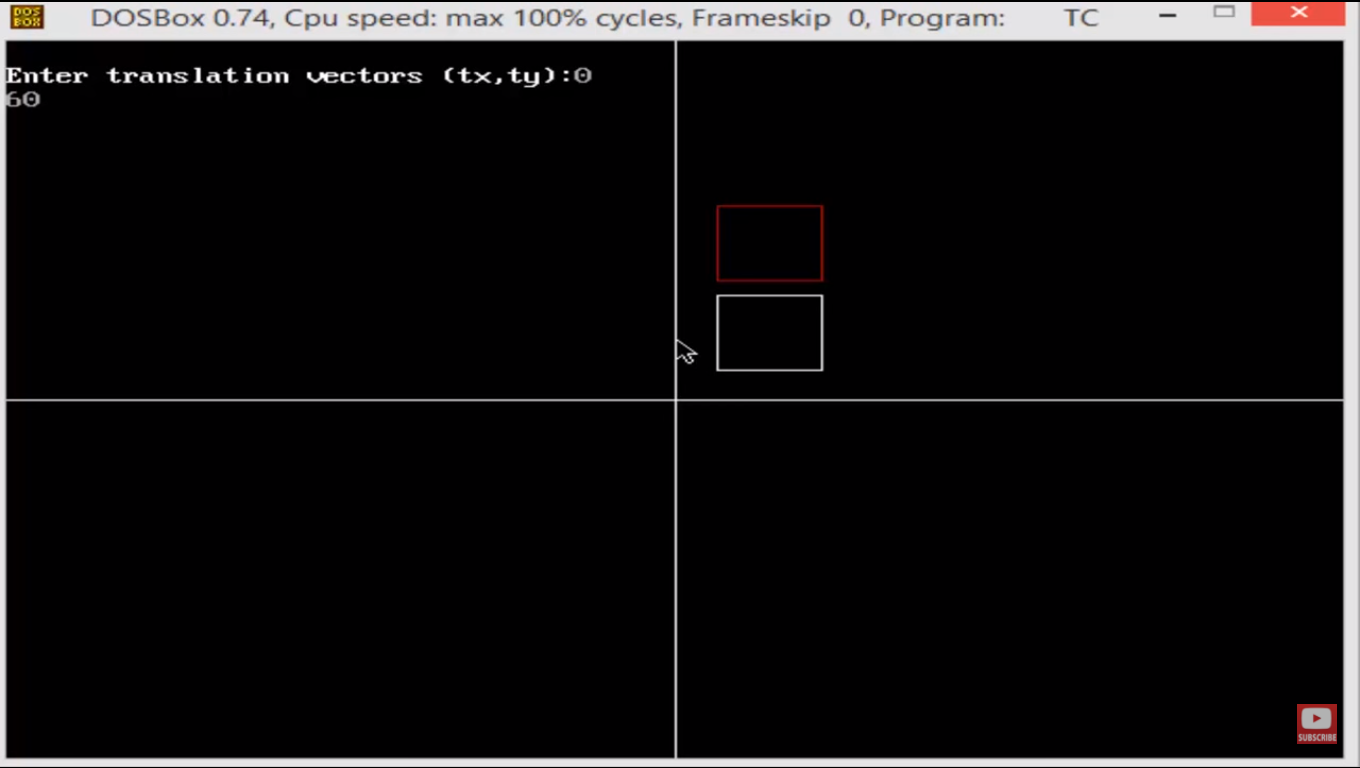 DOS
BOX
DOSBox 0.74, Cpu speed: max 100% cycles, Frameskip 0, Program: TC
Enter translation vectors (tx,ty):0
60
SUBSCRIBE